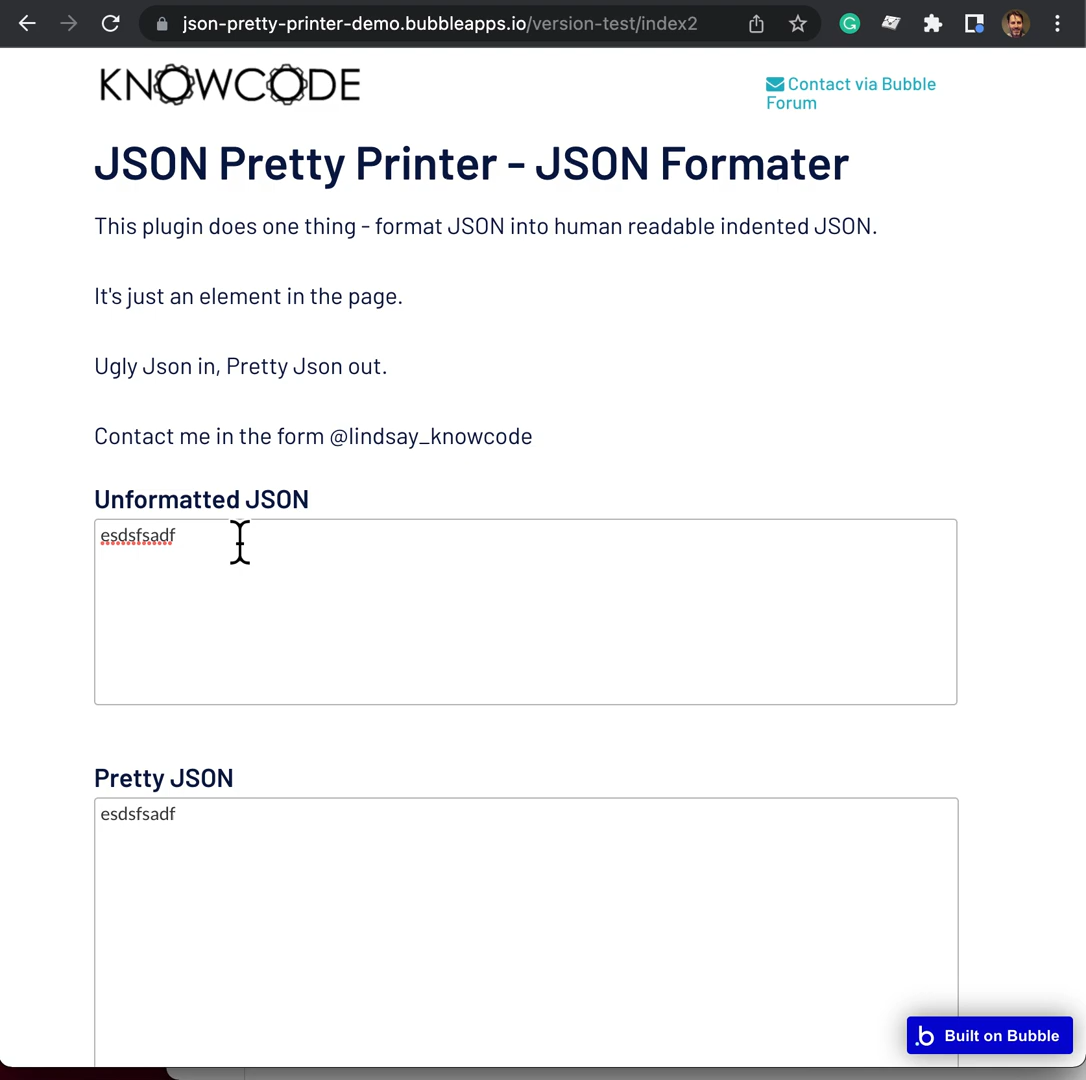 json-pretty-printer-demo.bubbleapps.io/version-test/index2
KNOWCODE
Contact via Bubble
Forum
JSON Pretty Printer - JSON Formater
This plugin does one thing - format JSON into human readable indented JSON.
It's just an element in the page.
Ugly Json in, Pretty Json out.
Contact me in the form @lindsay_knowcode
Unformatted JSON
esdsfsadf
Pretty JSON
esdsfsadf
b Built on Bubble